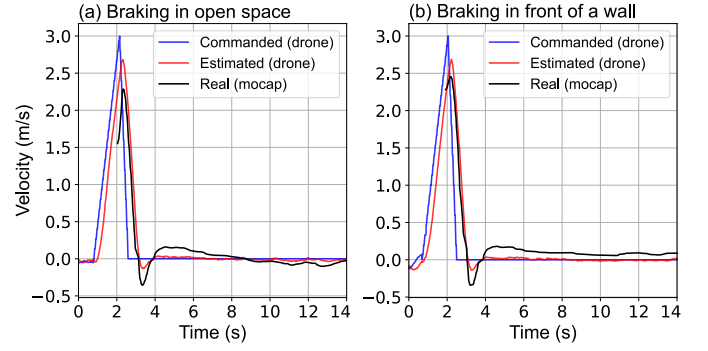 (a) Braking in open space
(b) Braking in front of a wall
Velocity (m/s)
3.0
2.5
2.0
1.5
1.0
0.5
0.0
−0.5
Commanded (drone)
Estimated (drone)
Real (mocap)
0 2 4 6 8 10 12 14
Time (s)
3.0
2.5
2.0
1.5
1.0
0.5
0.0
−0.5
Commanded (drone)
Estimated (drone)
Real (mocap)
0 2 4 6 8 10 12 14
Time (s)